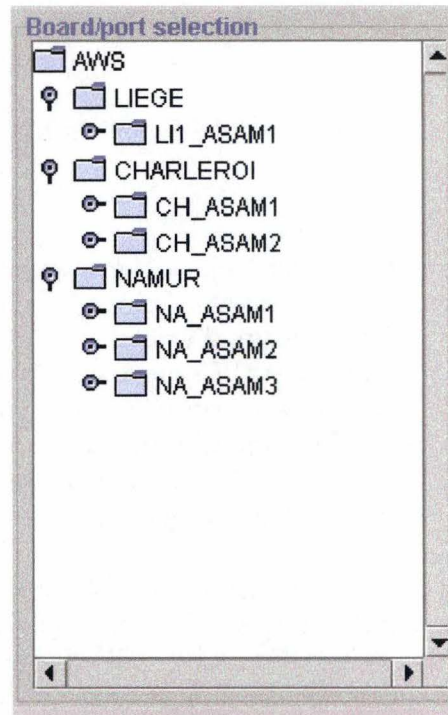 Board/port selection
AWS
LIEGE
LI1_ASAM1
CHARLEROI
CH_ASAM1
CH_ASAM2
NAMUR
NA_ASAM1
NA_ASAM2
NA_ASAM3